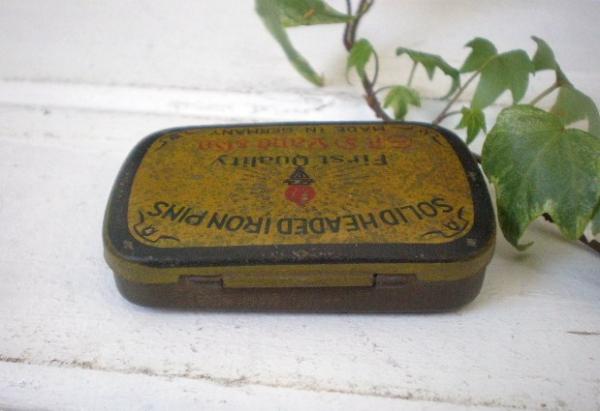 SOLID HEADED IRON PINS
First Quality
MADE IN GERMANY